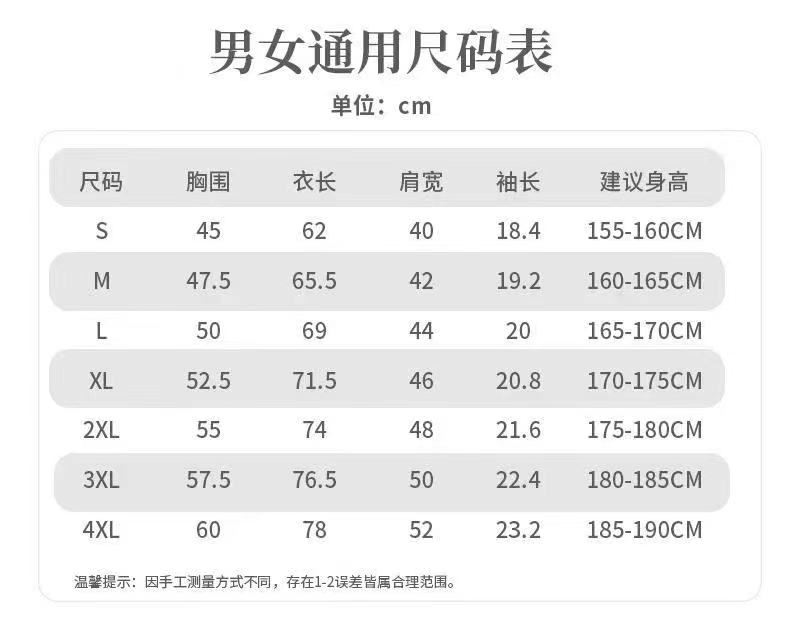 男女通用尺码表
单位：cm
尺码 胸围 衣长 肩宽 袖长 建议身高
S 45 62 40 18.4 155-160CM
M 47.5 65.5 42 19.2 160-165CM
L 50 69 44 20 165-170CM
XL 52.5 71.5 46 20.8 170-175CM
2XL 55 74 48 21.6 175-180CM
3XL 57.5 76.5 50 22.4 180-185CM
4XL 60 78 52 23.2 185-190CM
温馨提示：因手工测量方式不同，存在1-2误差皆属合理范围。